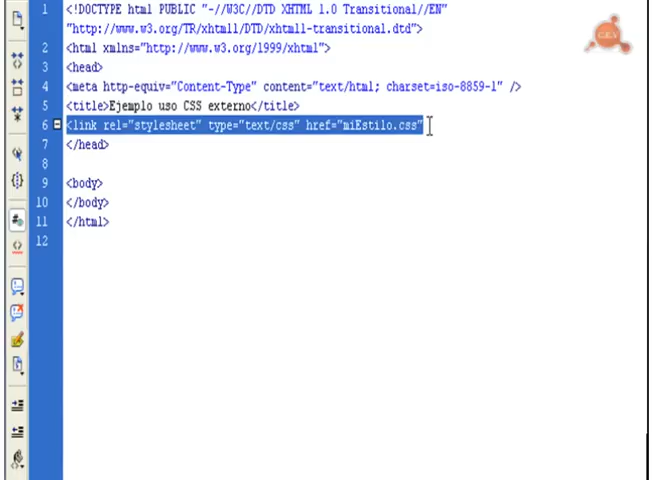 1 <!DOCTYPE html PUBLIC "-//W3C//DTD XHTML 1.0 Transitional//EN"
"http://www.w3.org/TR/xhtml1/DTD/xhtml1-transitional.dtd">
2 <html xmlns="http://www.w3.org/1999/xhtml">
3 <head>
4 <meta http-equiv="Content-Type" content="text/html; charset=iso-8859-1" />
5 <title>Ejemplo uso CSS externo</title>
6 <link rel="stylesheet" type="text/css" href="miEstilo.css"
7 </head>
8
9 <body>
10 </body>
11 </html>
12